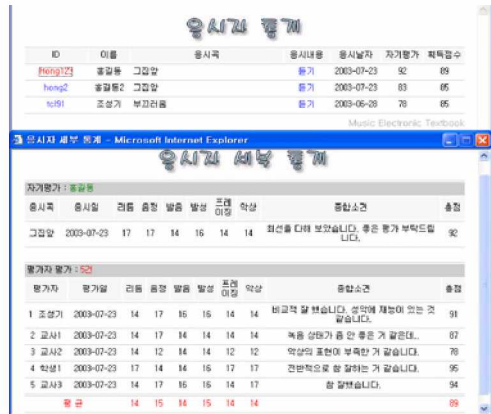 응시자 통계
ID 이름 응시곡 응시내용 응시날자 자기평가 획득점수
Hong123 홍길동 그집앞 듣기 2003-07-23 92 89
hong2 홍길동2 그집앞 듣기 2003-07-23 83 85
tcl91 조성기 부끄러움 듣기 2003-06-28 78 85
Music Electronic Textbook
응시자 세부 통계 - Microsoft Internet Explorer
응시자 세부 통계
자기평가 : 홍길동
응시곡 응시일 리듬 음정 발음 발성 프레이징 악상 종합소견 총점
그집앞 2003-07-23 17 17 14 16 14 14 최선을 다해 보았습니다. 좋은 평가 부탁드립니다. 92
평가자 평가 : 5건
평가자 평가일 리듬 음정 발음 발성 프레이징 악상 종합소견 총점
1 조성기 2003-07-23 14 17 16 16 14 14 비교적 잘 했습니다. 성악에 재능이 있는 것 같습니다. 91
2 교사1 2003-07-23 14 17 16 16 14 14 녹음 상태가 좀 안 좋은 거 같은데.. 87
3 교사2 2003-07-23 14 12 14 14 12 12 악상의 표현이 부족한 거 같습니다. 78
4 학생1 2003-07-23 17 14 14 16 17 17 전반적으로 참 잘하는 거 같습니다. 95
5 교사3 2003-07-23 14 17 16 14 14 17 참 잘했습니다. 94
평 균 14 15 14 15 14 14 89